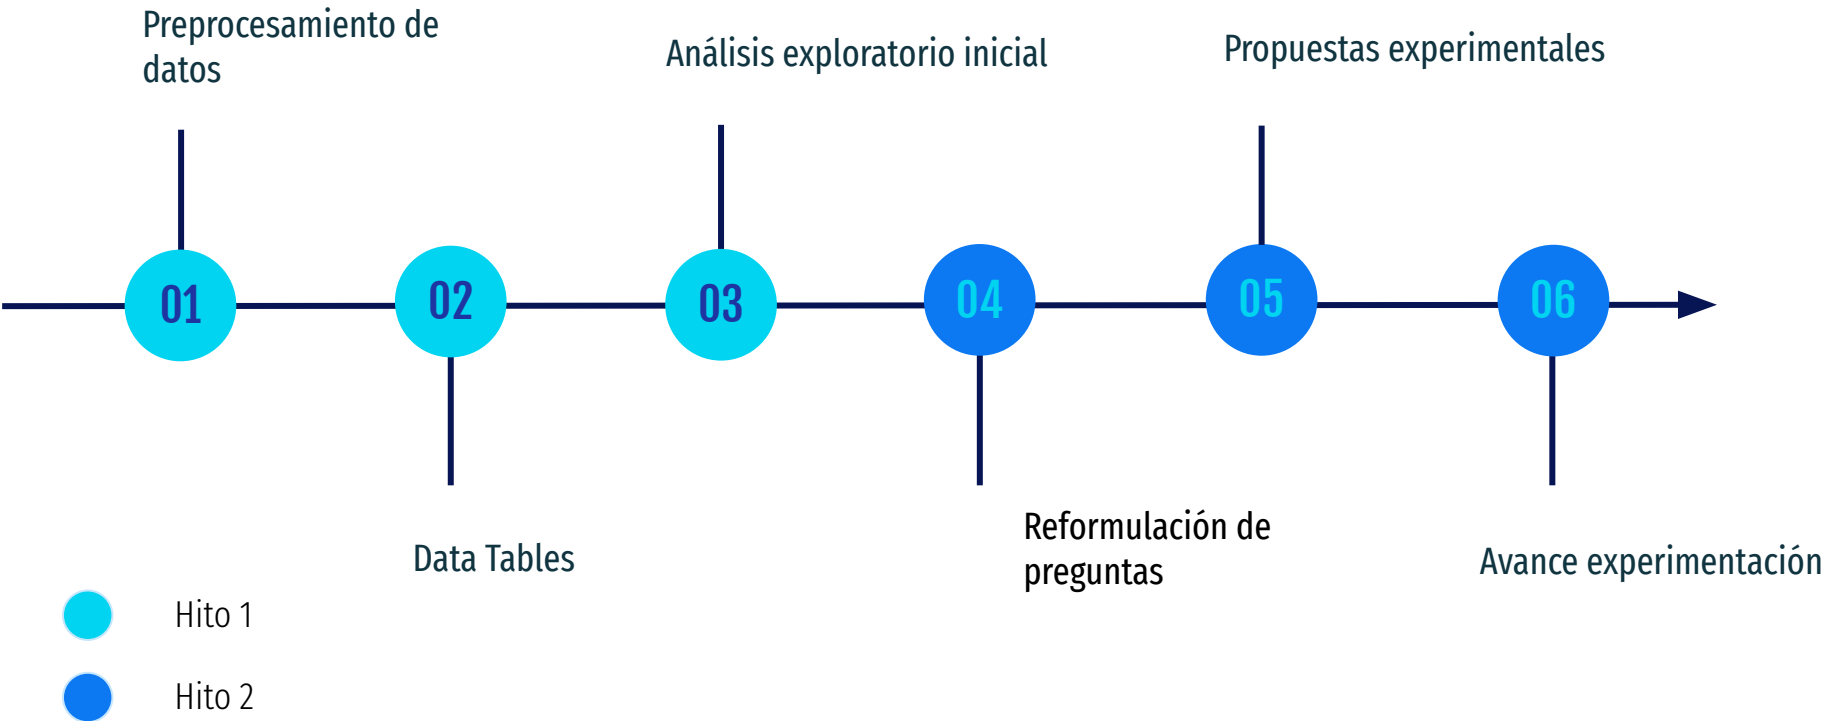 Preprocesamiento de
datos
Análisis exploratorio inicial
Propuestas experimentales
01
02
03
04
05
06
Data Tables
Reformulación de
preguntas
Avance experimentación
Hito 1
Hito 2